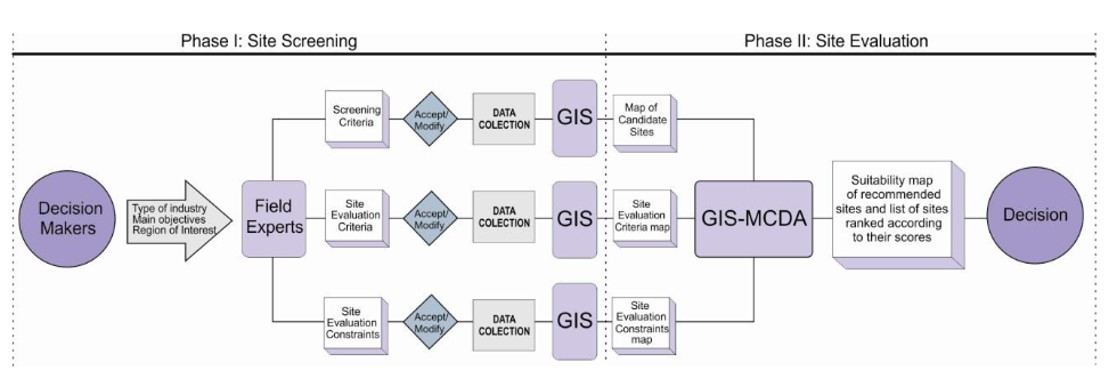 Phase I: Site Screening
Phase II: Site Evaluation
Decision
Makers
Type of industry
Main objectives
Region of Interest
Field
Experts
Screening
Criteria
Accept/
Modify
DATA
COLECTION
GIS
Map of
Candidate
Sites
Site
Evaluation
Criteria
Accept/
Modify
DATA
COLECTION
GIS
Site
Evaluation
Criteria map
Site
Evaluation
Constraints
Accept/
Modify
DATA
COLECTION
GIS
Site
Evaluation
Constraints
map
GIS-MCDA
Suitability map
of recommended
sites and list of sites
ranked according
to their scores
Decision